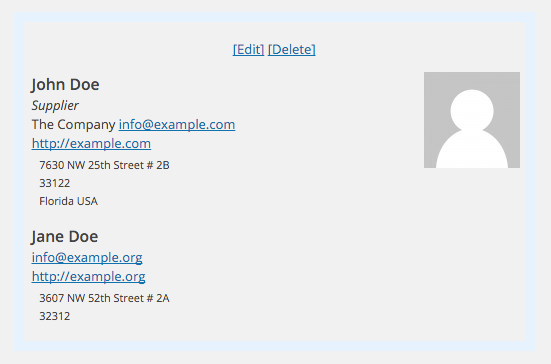 [Edit] [Delete]
John Doe
Supplier
The Company info@example.com
http://example.com
7630 NW 25th Street # 2B
33122
Florida USA
Jane Doe
info@example.org
http://example.org
3607 NW 52th Street # 2A
32312